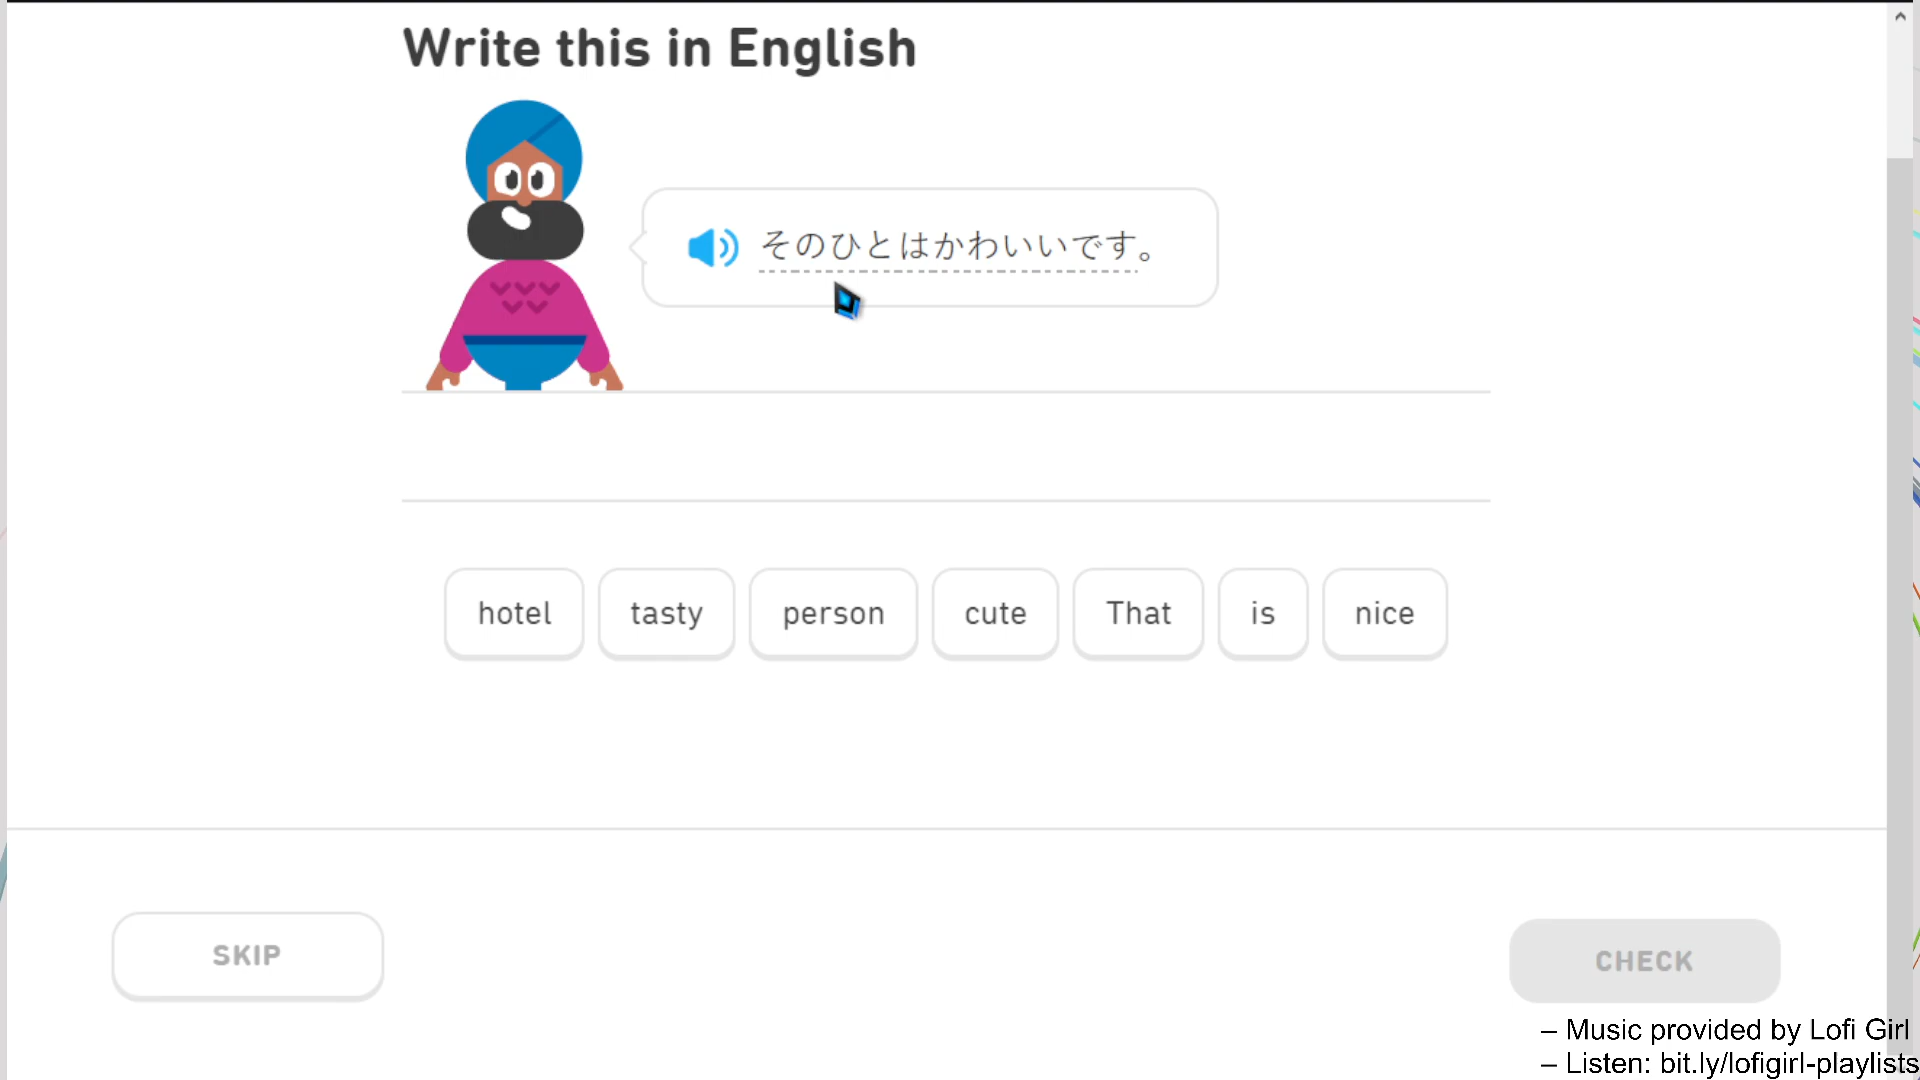 Write this in English
そのひとはかわいいです。
hotel tasty person cute That is nice
SKIP
CHECK
– Music provided by Lofi Girl
– Listen: bit.ly/lofigirl-playlists